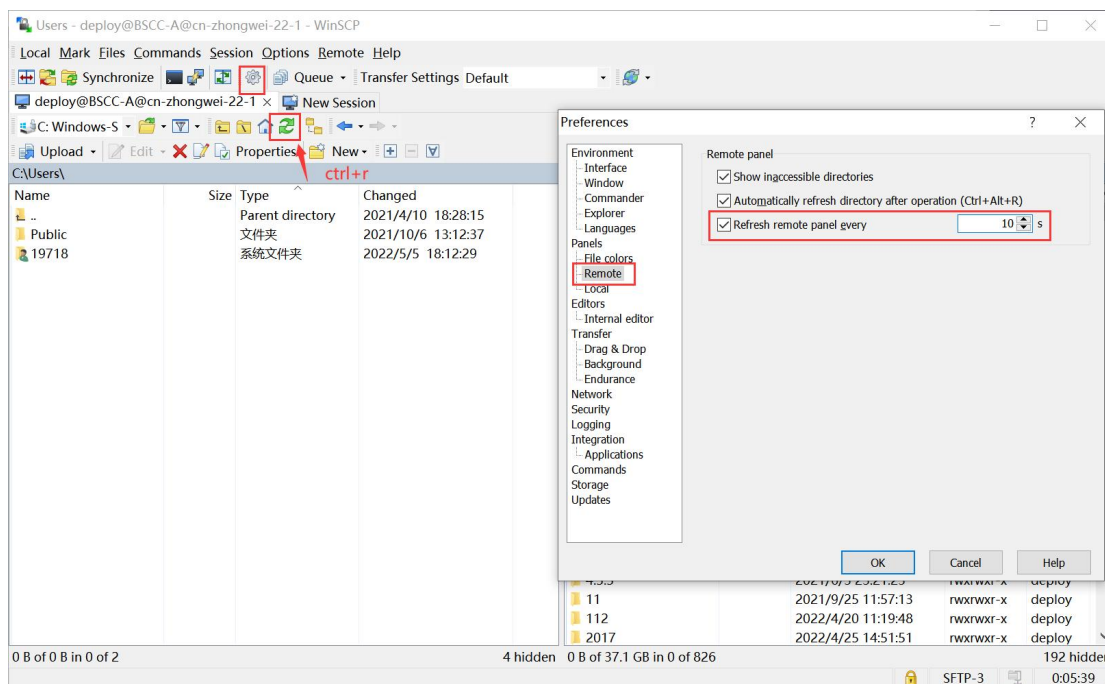 Users - deploy@BSCC-A@cn-zhongwei-22-1 - WinSCP
Local Mark Files Commands Session Options Remote Help
Synchronize Queue Transfer Settings Default
deploy@BSCC-A@cn-zhongwei-22-1 × New Session
C: Windows-S
Upload Edit Properties New
ctrl+r
C:\Users\
Name Size Type Changed
.. Parent directory 2021/4/10 18:28:15
Public 文件夹 2021/10/6 13:12:37
19718 系统文件夹 2022/5/5 18:12:29
Preferences ? ×
Environment
Interface
Window
Commander
Explorer
Languages
Panels
File colors
Remote
Local
Editors
Internal editor
Transfer
Drag & Drop
Background
Endurance
Network
Security
Logging
Integration
Applications
Commands
Storage
Updates
Remote panel
Show inaccessible directories
Automatically refresh directory after operation (Ctrl+Alt+R)
Refresh remote panel every 10 s
OK Cancel Help
11 2021/9/25 11:57:13 rwxrwxr-x deploy
112 2022/4/20 11:19:48 rwxrwxr-x deploy
2017 2022/4/25 14:51:51 rwxrwxr-x deploy
0 B of 0 B in 0 of 2 4 hidden 0 B of 37.1 GB in 0 of 826 192 hidde
SFTP-3 0:05:39